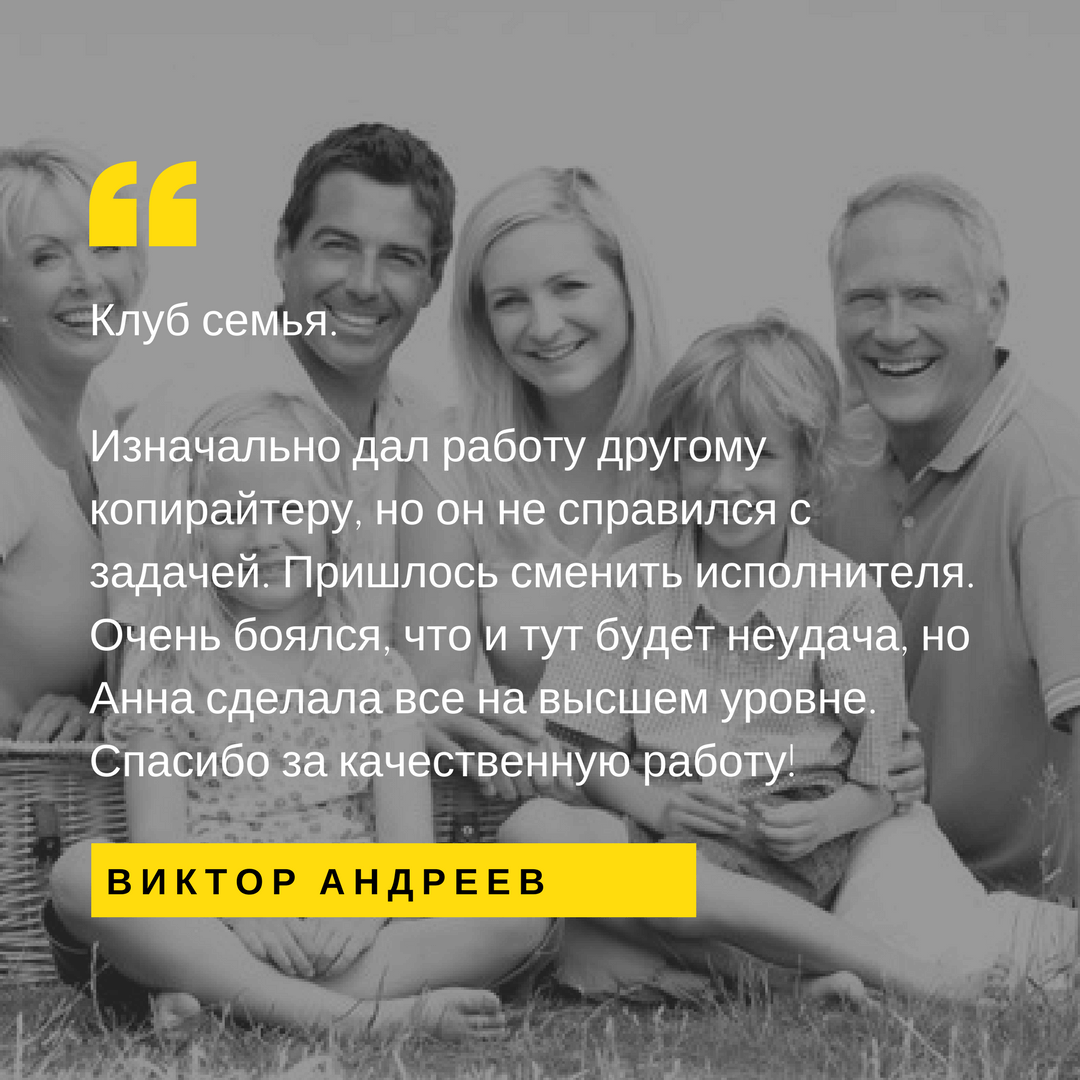 Клуб семья.
Изначально дал работу другому
копирайтеру, но он не справился с
задачей. Пришлось сменить исполнителя.
Очень боялся, что и тут будет неудача, но
Анна сделала все на высшем уровне.
Спасибо за качественную работу!
ВИКТОР АНДРЕЕВ